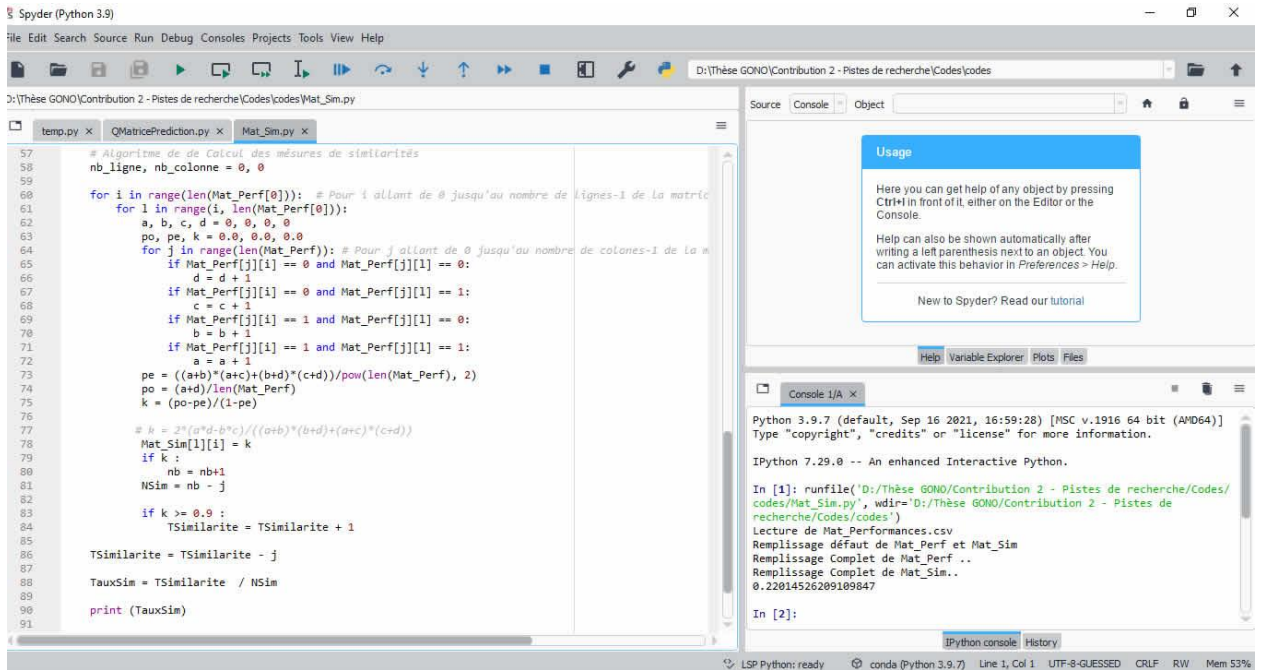 Spyder (Python 3.9)
File Edit Search Source Run Debug Consoles Projects Tools View Help
D:\Thèse GONO\Contribution 2 - Pistes de recherche\Codes\codes
D:\Thèse GONO\Contribution 2 - Pistes de recherche\Codes\codes\Mat_Sim.py
temp.py
QMatricePrediction.py
Mat_Sim.py
57 # Algoritme de de Calcul des mésures de similarités
58 nb_ligne, nb_colonne = 0, 0
59
60 for i in range(len(Mat_Perf[0])): # Pour i allant de 0 jusqu'au nombre de lignes-1 de la matric
61 for l in range(i, len(Mat_Perf[0])):
62 a, b, c, d = 0, 0, 0, 0
63 po, pe, k = 0.0, 0.0, 0.0
64 for j in range(len(Mat_Perf)): # Pour j allant de 0 jusqu'au nombre de colones-1 de la m
65 if Mat_Perf[j][i] == 0 and Mat_Perf[j][l] == 0:
66 d = d + 1
67 if Mat_Perf[j][i] == 0 and Mat_Perf[j][l] == 1:
68 c = c + 1
69 if Mat_Perf[j][i] == 1 and Mat_Perf[j][l] == 0:
70 b = b + 1
71 if Mat_Perf[j][i] == 1 and Mat_Perf[j][l] == 1:
72 a = a + 1
73 pe = ((a+b)*(a+c)+(b+d)*(c+d))/pow(len(Mat_Perf), 2)
74 po = (a+d)/len(Mat_Perf)
75 k = (po-pe)/(1-pe)
76
77 # k = 2*(a*d-b*c)/((a+b)*(b+d)+(a+c)*(c+d))
78 Mat_Sim[l][i] = k
79 if k :
80 nb = nb+1
81 NSim = nb - j
82
83 if k >= 0.9 :
84 TSimilarite = TSimilarite + 1
85
86 TSimilarite = TSimilarite - j
87
88 TauxSim = TSimilarite / NSim
89
90 print (TauxSim)
91
Source Console Object
Usage
Here you can get help of any object by pressing
Ctrl+I in front of it, either on the Editor or the
Console.
Help can also be shown automatically after
writing a left parenthesis next to an object. You
can activate this behavior in Preferences > Help.
New to Spyder? Read our tutorial
Help Variable Explorer Plots Files
Console 1/A
Python 3.9.7 (default, Sep 16 2021, 16:59:28) [MSC v.1916 64 bit (AMD64)]
Type "copyright", "credits" or "license" for more information.
IPython 7.29.0 -- An enhanced Interactive Python.
In [1]: runfile('D:/Thèse GONO/Contribution 2 - Pistes de recherche/Codes/
codes/Mat_Sim.py', wdir='D:/Thèse GONO/Contribution 2 - Pistes de
recherche/Codes/codes')
Lecture de Mat_Performances.csv
Remplissage défaut de Mat_Perf et Mat_Sim
Remplissage Complet de Mat_Perf ..
Remplissage Complet de Mat_Sim..
0.22014526209109847
In [2]:
IPython console History
LSP Python: ready conda (Python 3.9.7) Line 1, Col 1 UTF-8-GUESSED CRLF RW Mem 53%